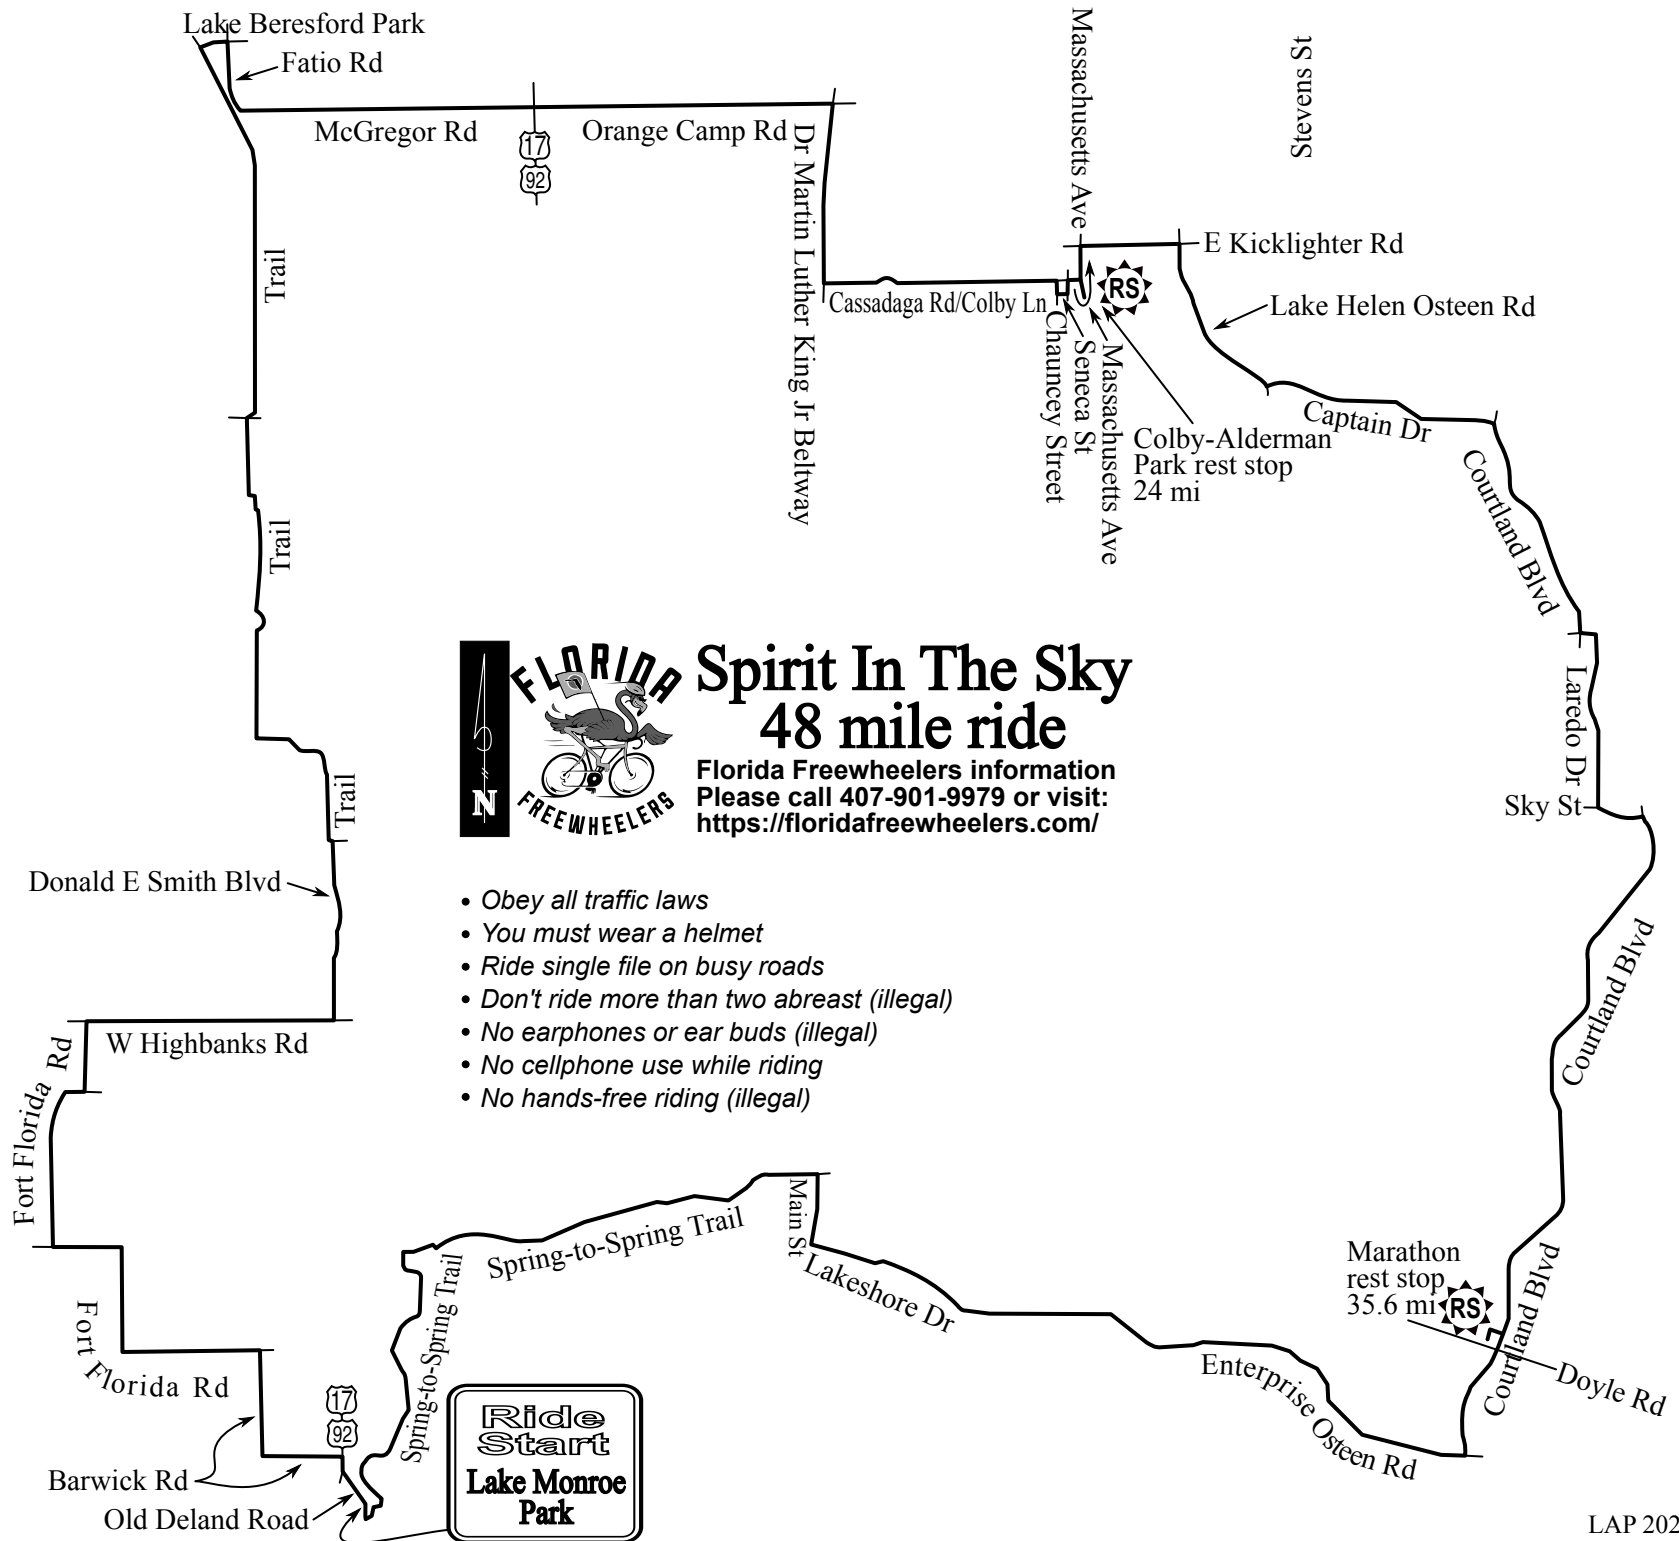 Lake Beresford Park
Fatio Rd
McGregor Rd
17
92
Orange Camp Rd
Dr Martin Luther King Jr Beltway
Massachusetts Ave
Stevens St
Trail
E Kicklighter Rd
Lake Helen Osteen Rd
RS
Cassadaga Rd/Colby Ln
Chauncey Street
Seneca St
Massachusetts Ave
Colby-Alderman
Park rest stop
24 mi
Captain Dr
Courtland Blvd
Trail
Laredo Dr
Sky St
Trail
N
FLORIDA
FREEWHEELERS
Spirit In The Sky
48 mile ride
Florida Freewheelers information
Please call 407-901-9979 or visit:
https://floridafreewheelers.com/
Donald E Smith Blvd
• Obey all traffic laws
• You must wear a helmet
• Ride single file on busy roads
• Don't ride more than two abreast (illegal)
• No earphones or ear buds (illegal)
• No cellphone use while riding
• No hands-free riding (illegal)
Courtland Blvd
W Highbanks Rd
Fort Florida Rd
Main St
Spring-to-Spring Trail
Lakeshore Dr
Spring-to-Spring Trail
Marathon
rest stop
35.6 mi
RS
Courtland Blvd
Doyle Rd
Enterprise Osteen Rd
Fort Florida Rd
17
92
Barwick Rd
Old Deland Road
Ride
Start
Lake Monroe
Park
LAP 202